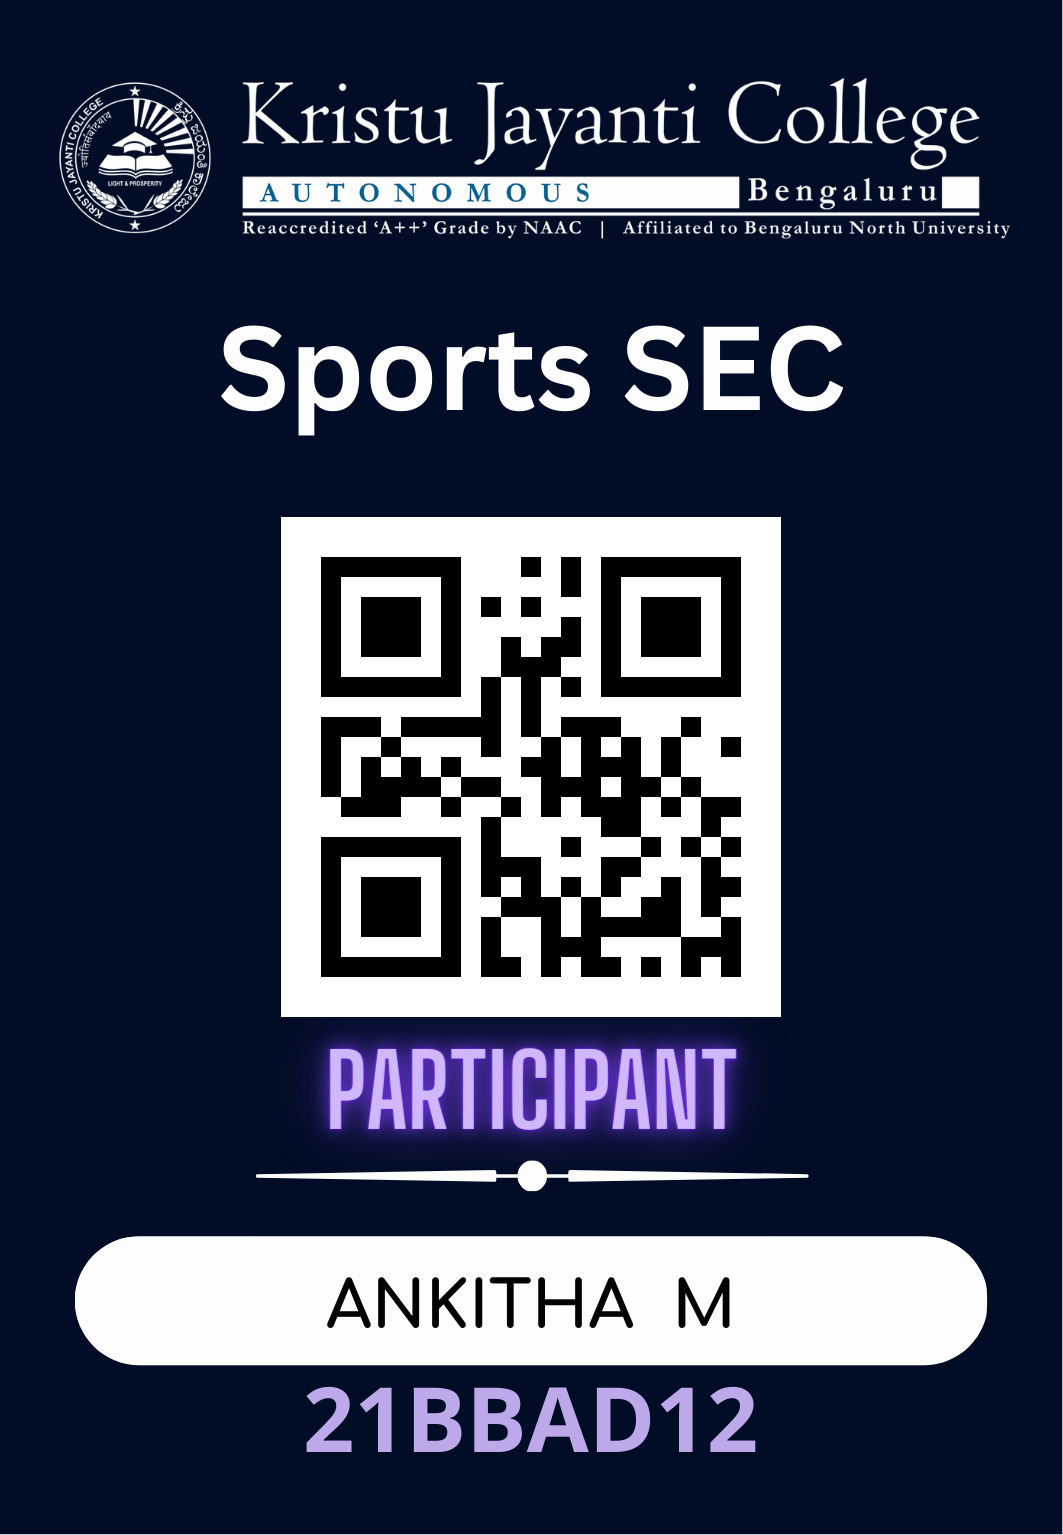 Kristu Jayanti College
AUTONOMOUS Bengaluru
Reaccredited ‘A++’ Grade by NAAC | Affiliated to Bengaluru North University
KRISTU JAYANTI COLLEGE
ಕ್ರಿಸ್ತು ಜಯಂತಿ ಕಾಲೇಜು
LIGHT & PROSPERITY
Sports SEC
PARTICIPANT
ANKITHA M
21BBAD12